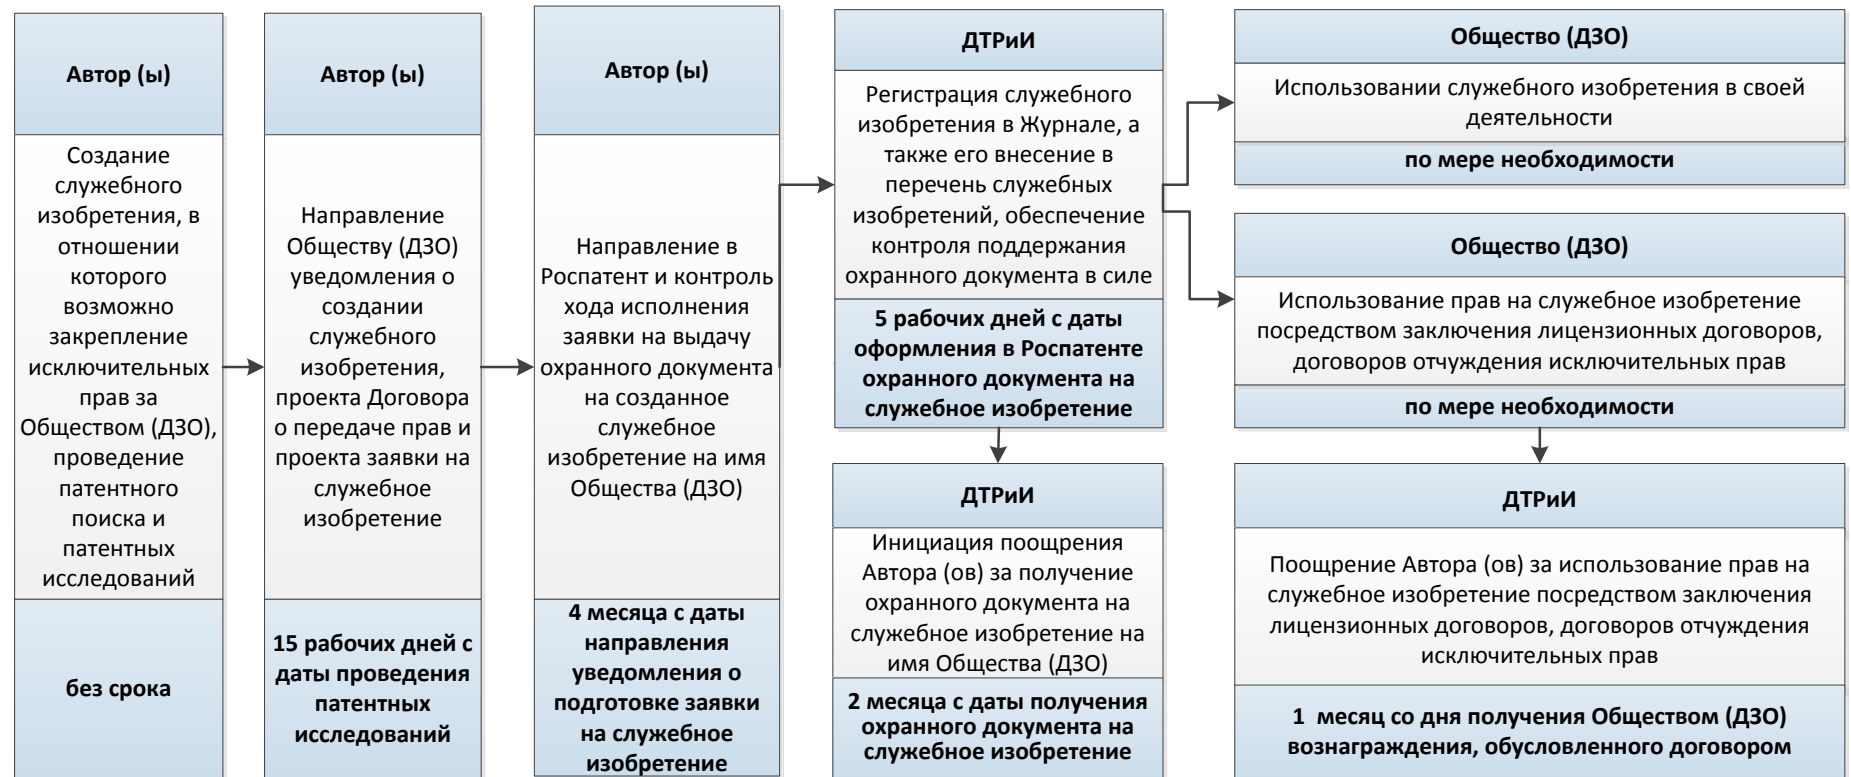 Автор (ы)
Создание
служебного
изобретения, в
отношении
которого
возможно
закрепление
исключительных
прав за
Обществом (ДЗО),
проведение
патентного
поиска и
патентных
исследований
без срока
Автор (ы)
Направление
Обществу (ДЗО)
уведомления о
создании
служебного
изобретения,
проекта Договора
о передаче прав и
проекта заявки на
служебное
изобретение
15 рабочих дней с
даты проведения
патентных
исследований
Автор (ы)
Направление в
Роспатент и контроль
хода исполнения
заявки на выдачу
охранного документа
на созданное
служебное
изобретение на имя
Общества (ДЗО)
4 месяца с даты
направления
уведомления о
подготовке заявки
на служебное
изобретение
ДТРиИ
Регистрация служебного
изобретения в Журнале, а
также его внесение в
перечень служебных
изобретений, обеспечение
контроля поддержания
охранного документа в силе
5 рабочих дней с даты
оформления в Роспатенте
охранного документа на
служебное изобретение
ДТРиИ
Инициация поощрения
Автора (ов) за получение
охранного документа на
служебное изобретение на
имя Общества (ДЗО)
2 месяца с даты получения
охранного документа на
служебное изобретение
Общество (ДЗО)
Использовании служебного изобретения в своей
деятельности
по мере необходимости
Общество (ДЗО)
Использование прав на служебное изобретение
посредством заключения лицензионных договоров,
договоров отчуждения исключительных прав
по мере необходимости
ДТРиИ
Поощрение Автора (ов) за использование прав на
служебное изобретение посредством заключения
лицензионных договоров, договоров отчуждения
исключительных прав
1 месяц со дня получения Обществом (ДЗО)
вознаграждения, обусловленного договором